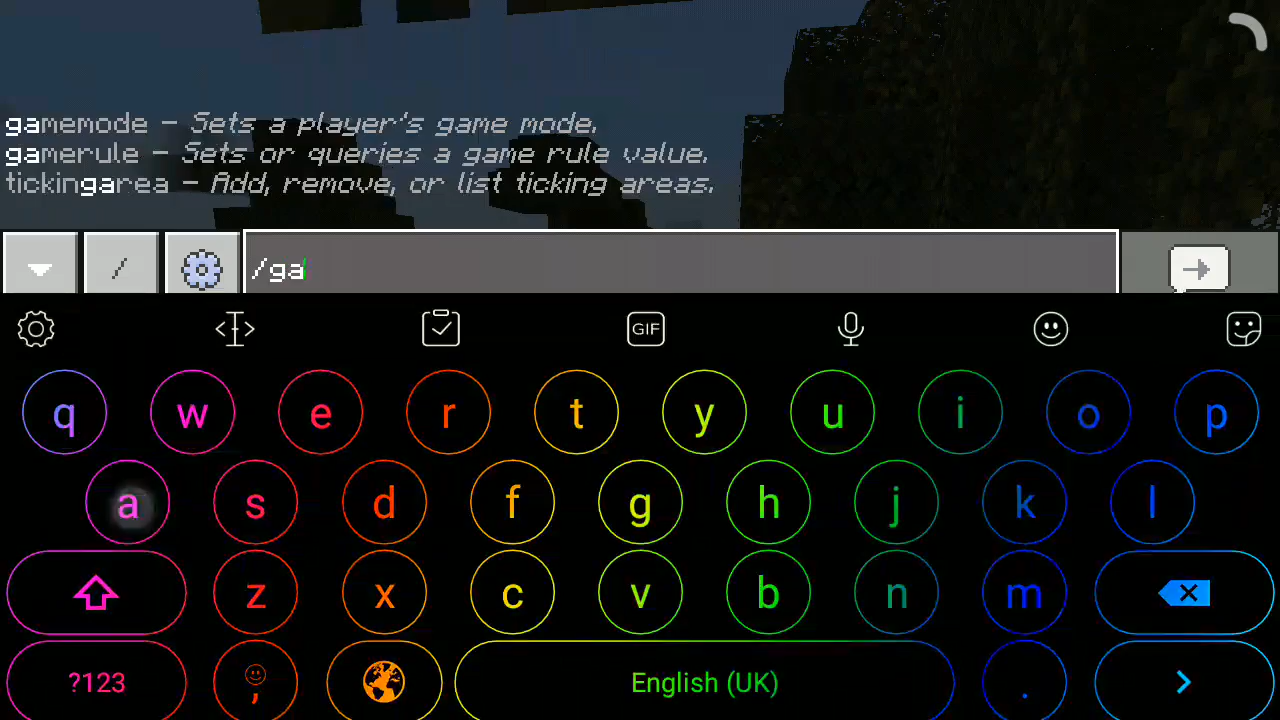 gamemode – Sets a player's game mode.
gamerule – Sets or queries a game rule value.
tickingarea – Add, remove, or list ticking areas.
/
/ga
GIF
q w e r t y u i o p
a s d f g h j k l
z x c v b n m
?123 , English (UK) .